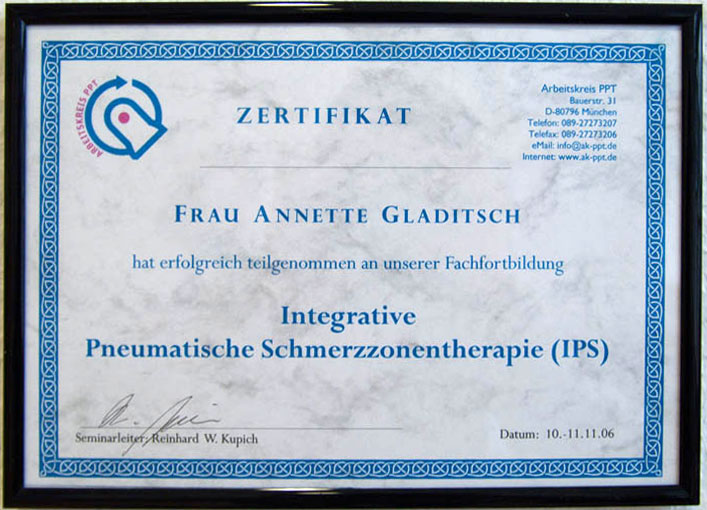 ARBEITSKREIS PPT
ZERTIFIKAT
Arbeitskreis PPT
Bauerstr. 31
D-80796 München
Telefon: 089-27273207
Telefax: 089-27273206
eMail: info@ak-ppt.de
Internet: www.ak-ppt.de
FRAU ANNETTE GLADITSCH
hat erfolgreich teilgenommen an unserer Fachfortbildung
Integrative
Pneumatische Schmerzzonentherapie (IPS)
Seminarleiter: Reinhard W. Kupich
Datum: 10.-11.11.06